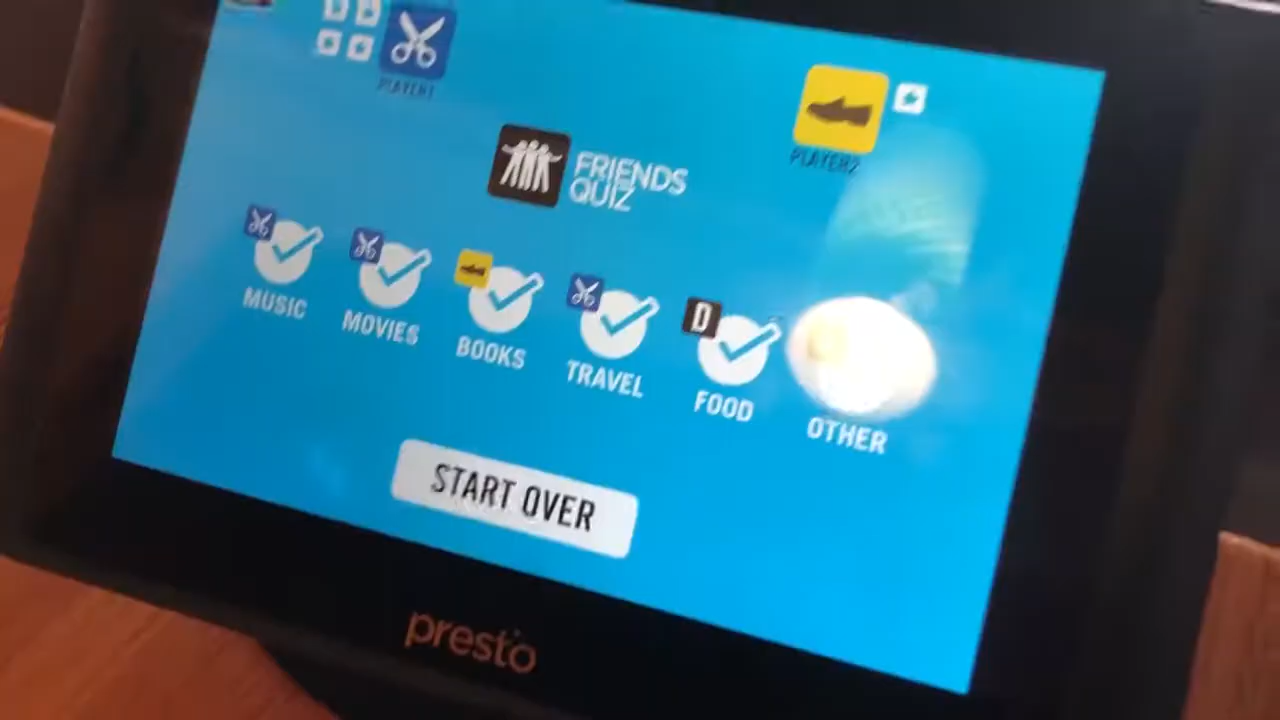 PLAYER1
PLAYER2
FRIENDS
QUIZ
MUSIC
MOVIES
BOOKS
TRAVEL
D
FOOD
OTHER
START OVER
presto